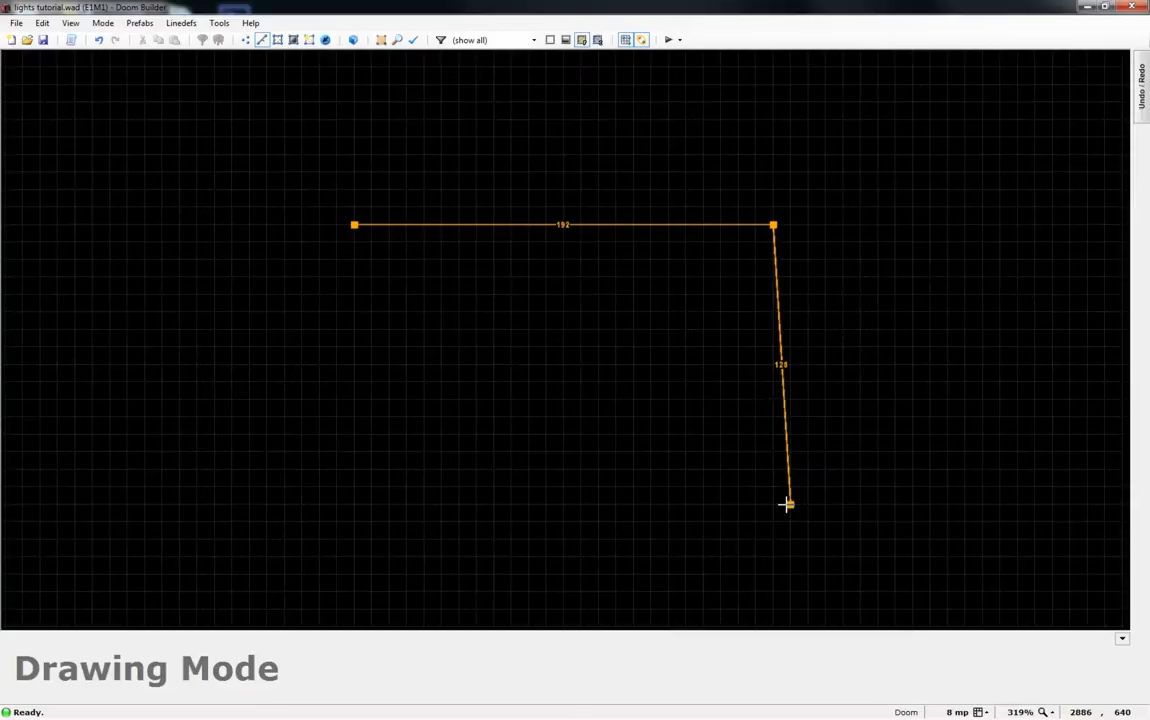 lights tutorial.wad (E1M1) - Doom Builder
File Edit View Mode Prefabs Linedefs Tools Help
(show all)
Undo / Redo
192
128
Drawing Mode
Ready. Doom 8 mp 319% 2886 , 640